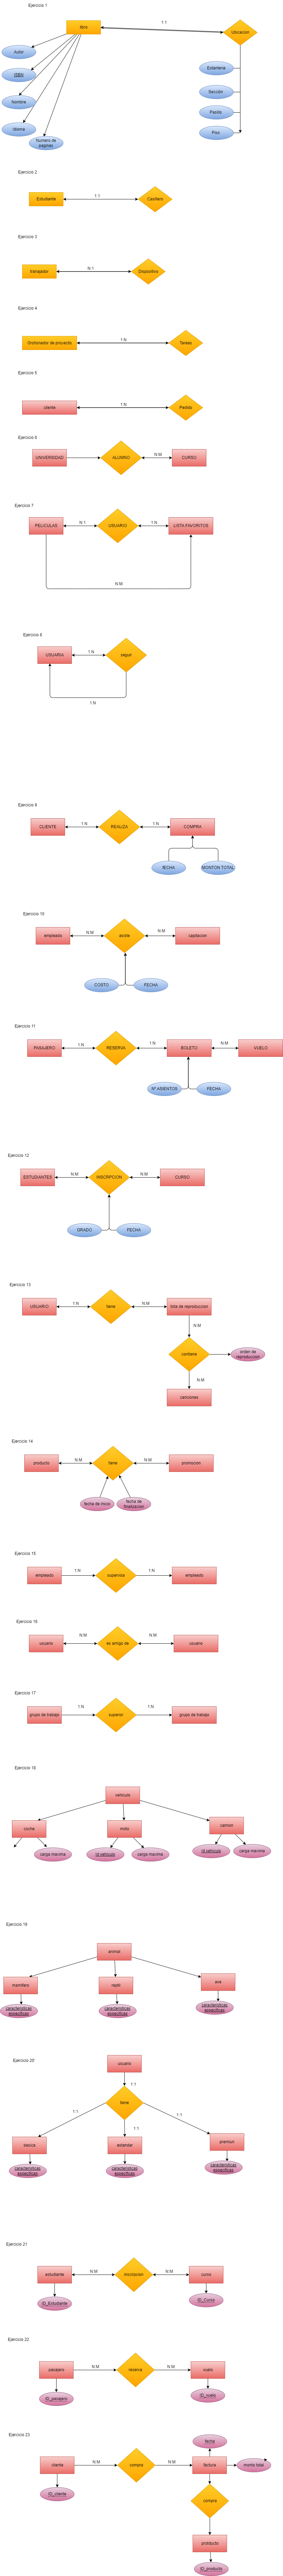 Ejercicio 1
libro
1:1
Ubicacion
Autor
ISBN
Nombre
Idioma
Numero de
paginas
Estanteria
Sección
Pasillo
Piso
Ejercicio 2
Estudiante
1:1
Casillero
Ejercicio 3
trabajador
N:1
Dispositivo
Ejercicio 4
1:N
Tareas
Ejercicio 5
cliente
1:N
Pedido
Ejercicio 6
UNIVERSIDAD
ALUMNO
N:M
CURSO
Ejercicio 7
PELICULAS
N:1
USUARIO
1:N
LISTA FAVORITOS
N:M
Ejercicio 8
USUARIA
1:N
seguir
1:N
Ejercicio 9
CLIENTE
1:N
REALIZA
1:N
COMPRA
fECHA
MONTON TOTAL
Ejercicio 10
empleado
N:M
asiste
N:M
COSTO
FECHA
Ejercicio 11
PASAJERO
1:N
RESERVA
1:N
BOLETO
N:M
VUELO
Nº ASIENTOS
FECHA
Ejercicio 12
ESTUDIANTES
N:M
N:M
CURSO
GRADO
FECHA
Ejercicio 13
USUARIO
1:N
tiene
N:M
lista de reproduccion
N:M
contiene
orden de
reproduccion
N:M
canciones
Ejercicio 14
producto
N:M
tiene
N:M
promocion
fecha de inicio
fecha de
finalizacion
Ejercicio 15
empleado
1:N
supervisa
1:N
empleado
Ejercicio 16
usuario
N:M
es amigo de
N:M
usuario
Ejercicio 17
grupo de trabajo
1:N
superior
1:N
grupo de trabajo
Ejercicio 18
vehiculo
coche
moto
camion
carga maxima
id vehiculo
carga maxima
id vehiculo
carga maxima
Ejercicio 19
animal
mamifero
reptil
ave
caracteristicas
especificas
caracteristicas
especificas
caracteristicas
especificas
Ejercicio 20
usuario
1:1
tiene
1:1
1:1
1:1
basica
estandar
premiun
caracteristicas
especificas
caracteristicas
especificas
caracteristicas
especificas
Ejercicio 21
estudiante
N:M
inscripcion
N:M
curso
ID_Estudiante
ID_Curso
Ejercicio 22
pasajero
N:M
reserva
N:M
vuelo
ID_pasajero
ID_vuelo
Ejercicio 23
fecha
cliente
N:M
compra
N:M
factura
monto total
ID_cliente
compra
ID_producto